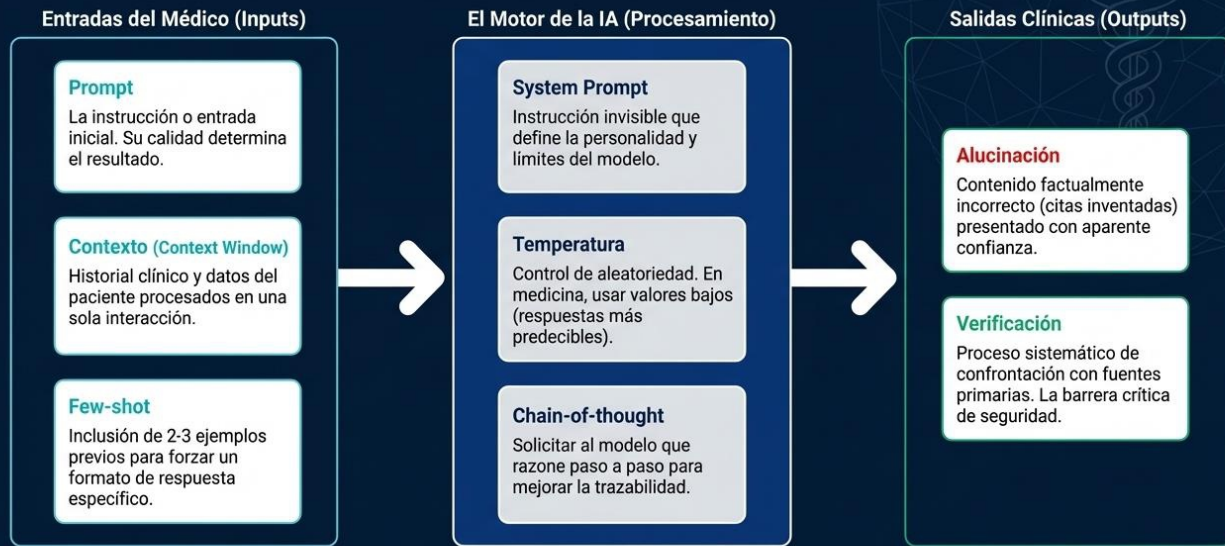 Entradas del Médico (Inputs)
Prompt
La instrucción o entrada
inicial. Su calidad determina
el resultado.
Contexto (Context Window)
Historial clínico y datos del
paciente procesados en una
sola interacción.
Few-shot
Inclusión de 2-3 ejemplos
previos para forzar un
formato de respuesta
específico.
El Motor de la IA (Procesamiento)
System Prompt
Instrucción invisible que
define la personalidad y
límites del modelo.
Temperatura
Control de aleatoriedad. En
medicina, usar valores bajos
(respuestas más
predecibles).
Chain-of-thought
Solicitar al modelo que
razone paso a paso para
mejorar la trazabilidad.
Salidas Clínicas (Outputs)
Alucinación
Contenido factualmente
incorrecto (citas inventadas)
presentado con aparente
confianza.
Verificación
Proceso sistemático de
confrontación con fuentes
primarias. La barrera crítica
de seguridad.